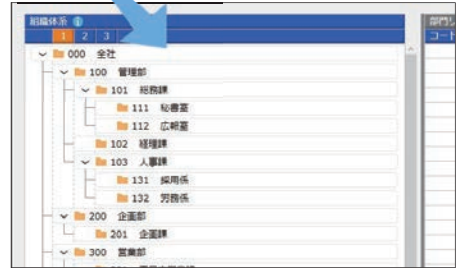 組織体系
部門
コード
1 2 3
000 全社
100 管理部
101 総務課
111 秘書室
112 広報室
102 経理課
103 人事課
131 採用係
132 労務係
200 企画部
201 企画課
300 営業部